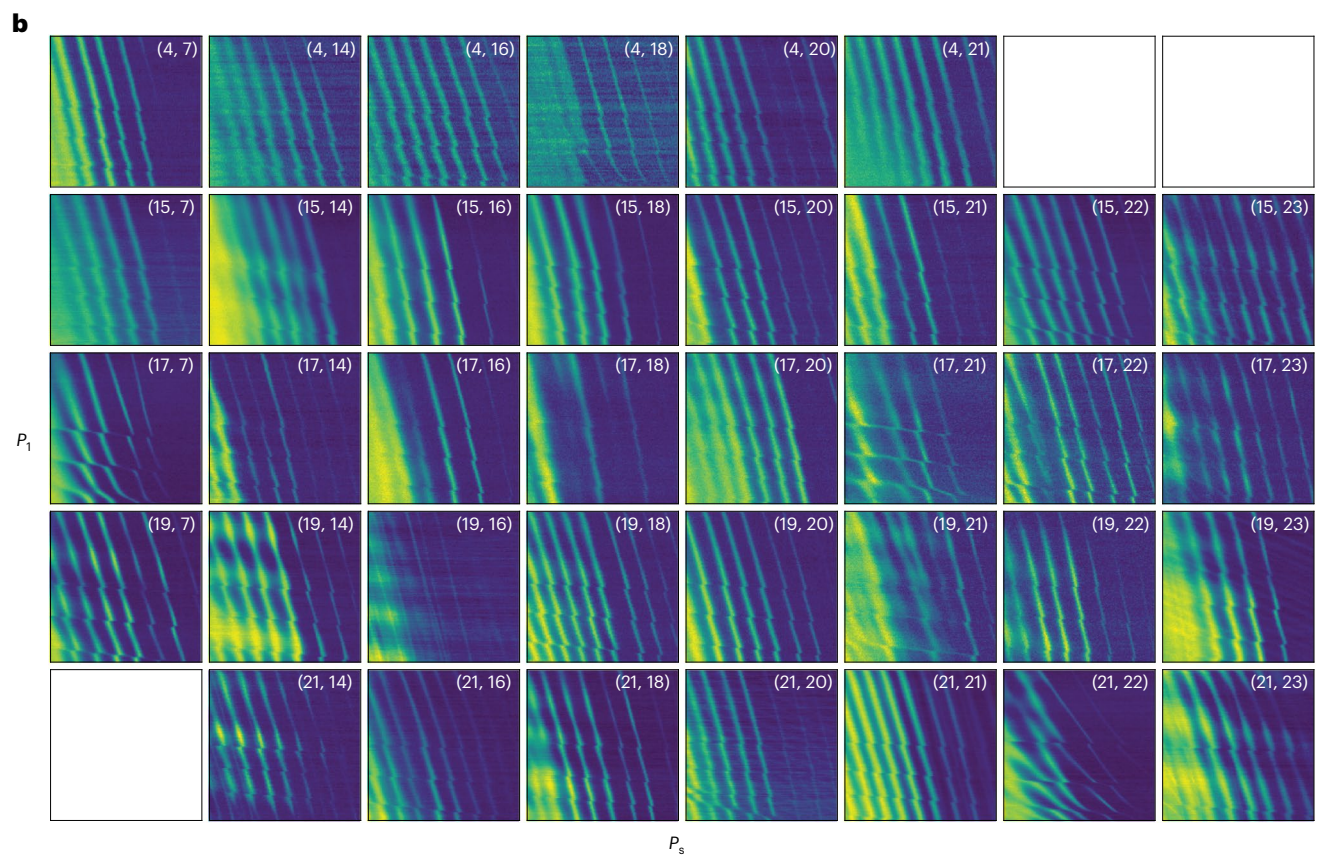 b
(4, 7) (4, 14) (4, 16) (4, 18) (4, 20) (4, 21)
(15, 7) (15, 14) (15, 16) (15, 18) (15, 20) (15, 21) (15, 22) (15, 23)
(17, 7) (17, 14) (17, 16) (17, 18) (17, 20) (17, 21) (17, 22) (17, 23)
P1
(19, 7) (19, 14) (19, 16) (19, 18) (19, 20) (19, 21) (19, 22) (19, 23)
(21, 14) (21, 16) (21, 18) (21, 20) (21, 21) (21, 22) (21, 23)
Ps